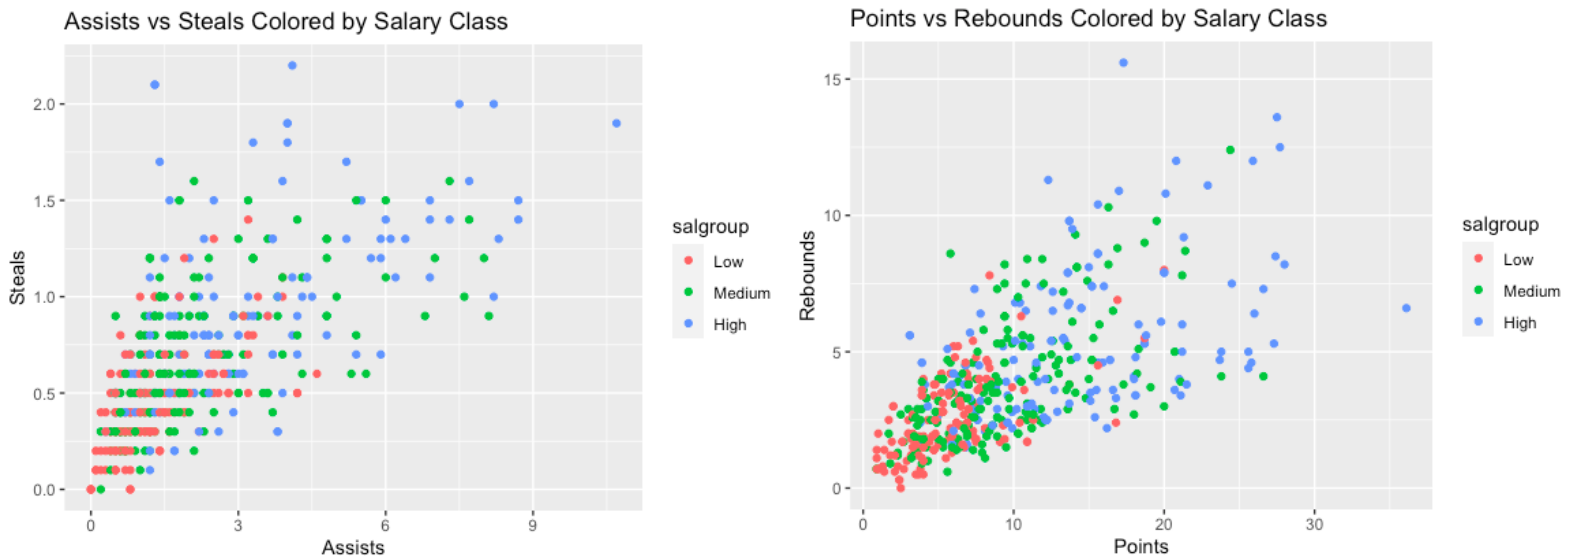 Assists vs Steals Colored by Salary Class
2.0
1.5
1.0
0.5
0.0
Steals
0
3
6
9
Assists
salgroup
Low
Medium
High
Points vs Rebounds Colored by Salary Class
15
10
5
0
Rebounds
0
10
20
30
Points
salgroup
Low
Medium
High